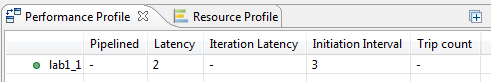 Performance Profile Resource Profile
Pipelined Latency Iteration Latency Initiation Interval Trip count
lab1_1 - 2 - 3 -